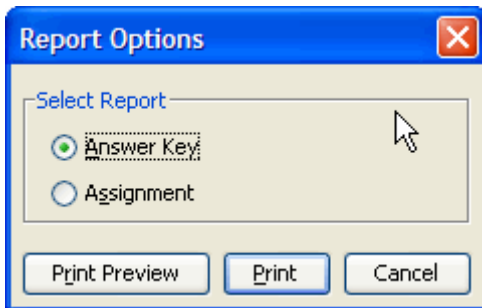 Report Options
Select Report
Answer Key
Assignment
Print Preview Print Cancel